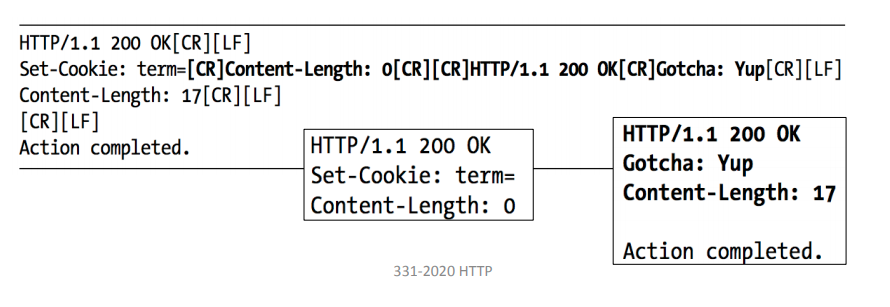 HTTP/1.1 200 OK[CR][LF]
Set-Cookie: term=[CR]Content-Length: 0[CR][CR]HTTP/1.1 200 OK[CR]Gotcha: Yup[CR][LF]
Content-Length: 17[CR][LF]
[CR][LF]
Action completed.
HTTP/1.1 200 OK
Set-Cookie: term=
Content-Length: 0
HTTP/1.1 200 OK
Gotcha: Yup
Content-Length: 17
Action completed.
331-2020 HTTP